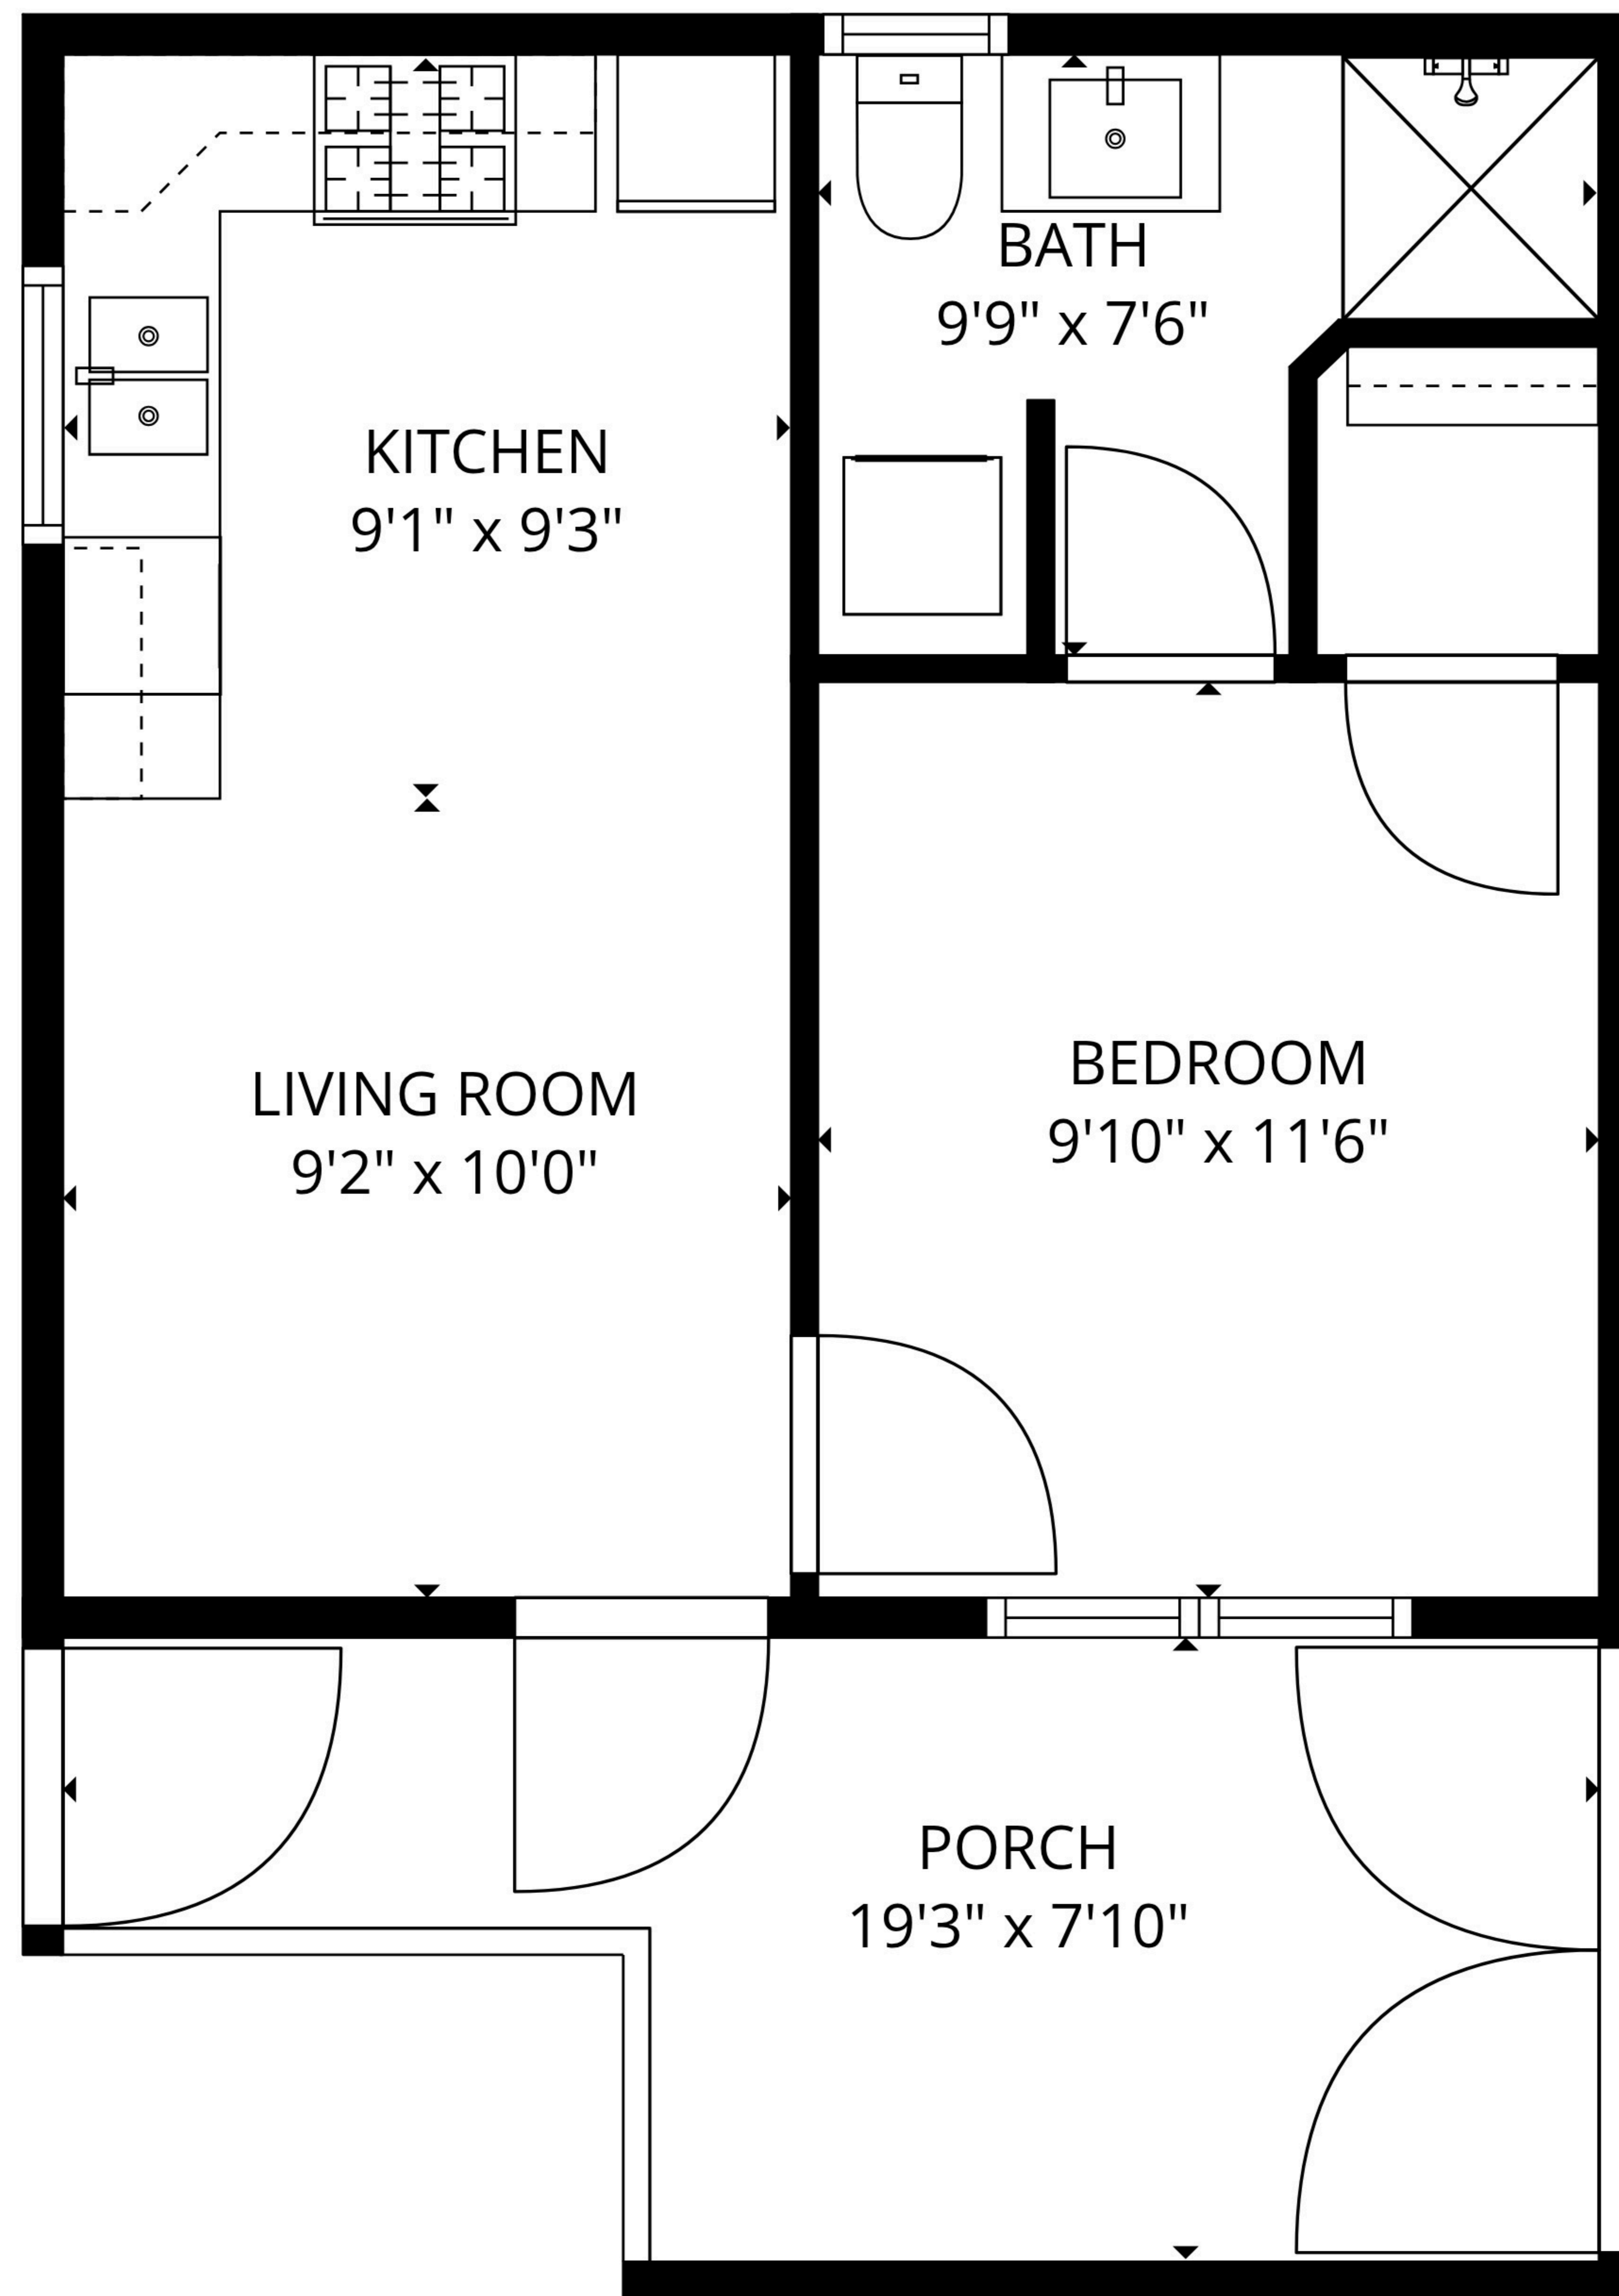 BATH
9'9" x 7'6"
KITCHEN
9'1" x 9'3"
BEDROOM
9'10" x 11'6"
LIVING ROOM
9'2" x 10'0"
PORCH
19'3" x 7'10"